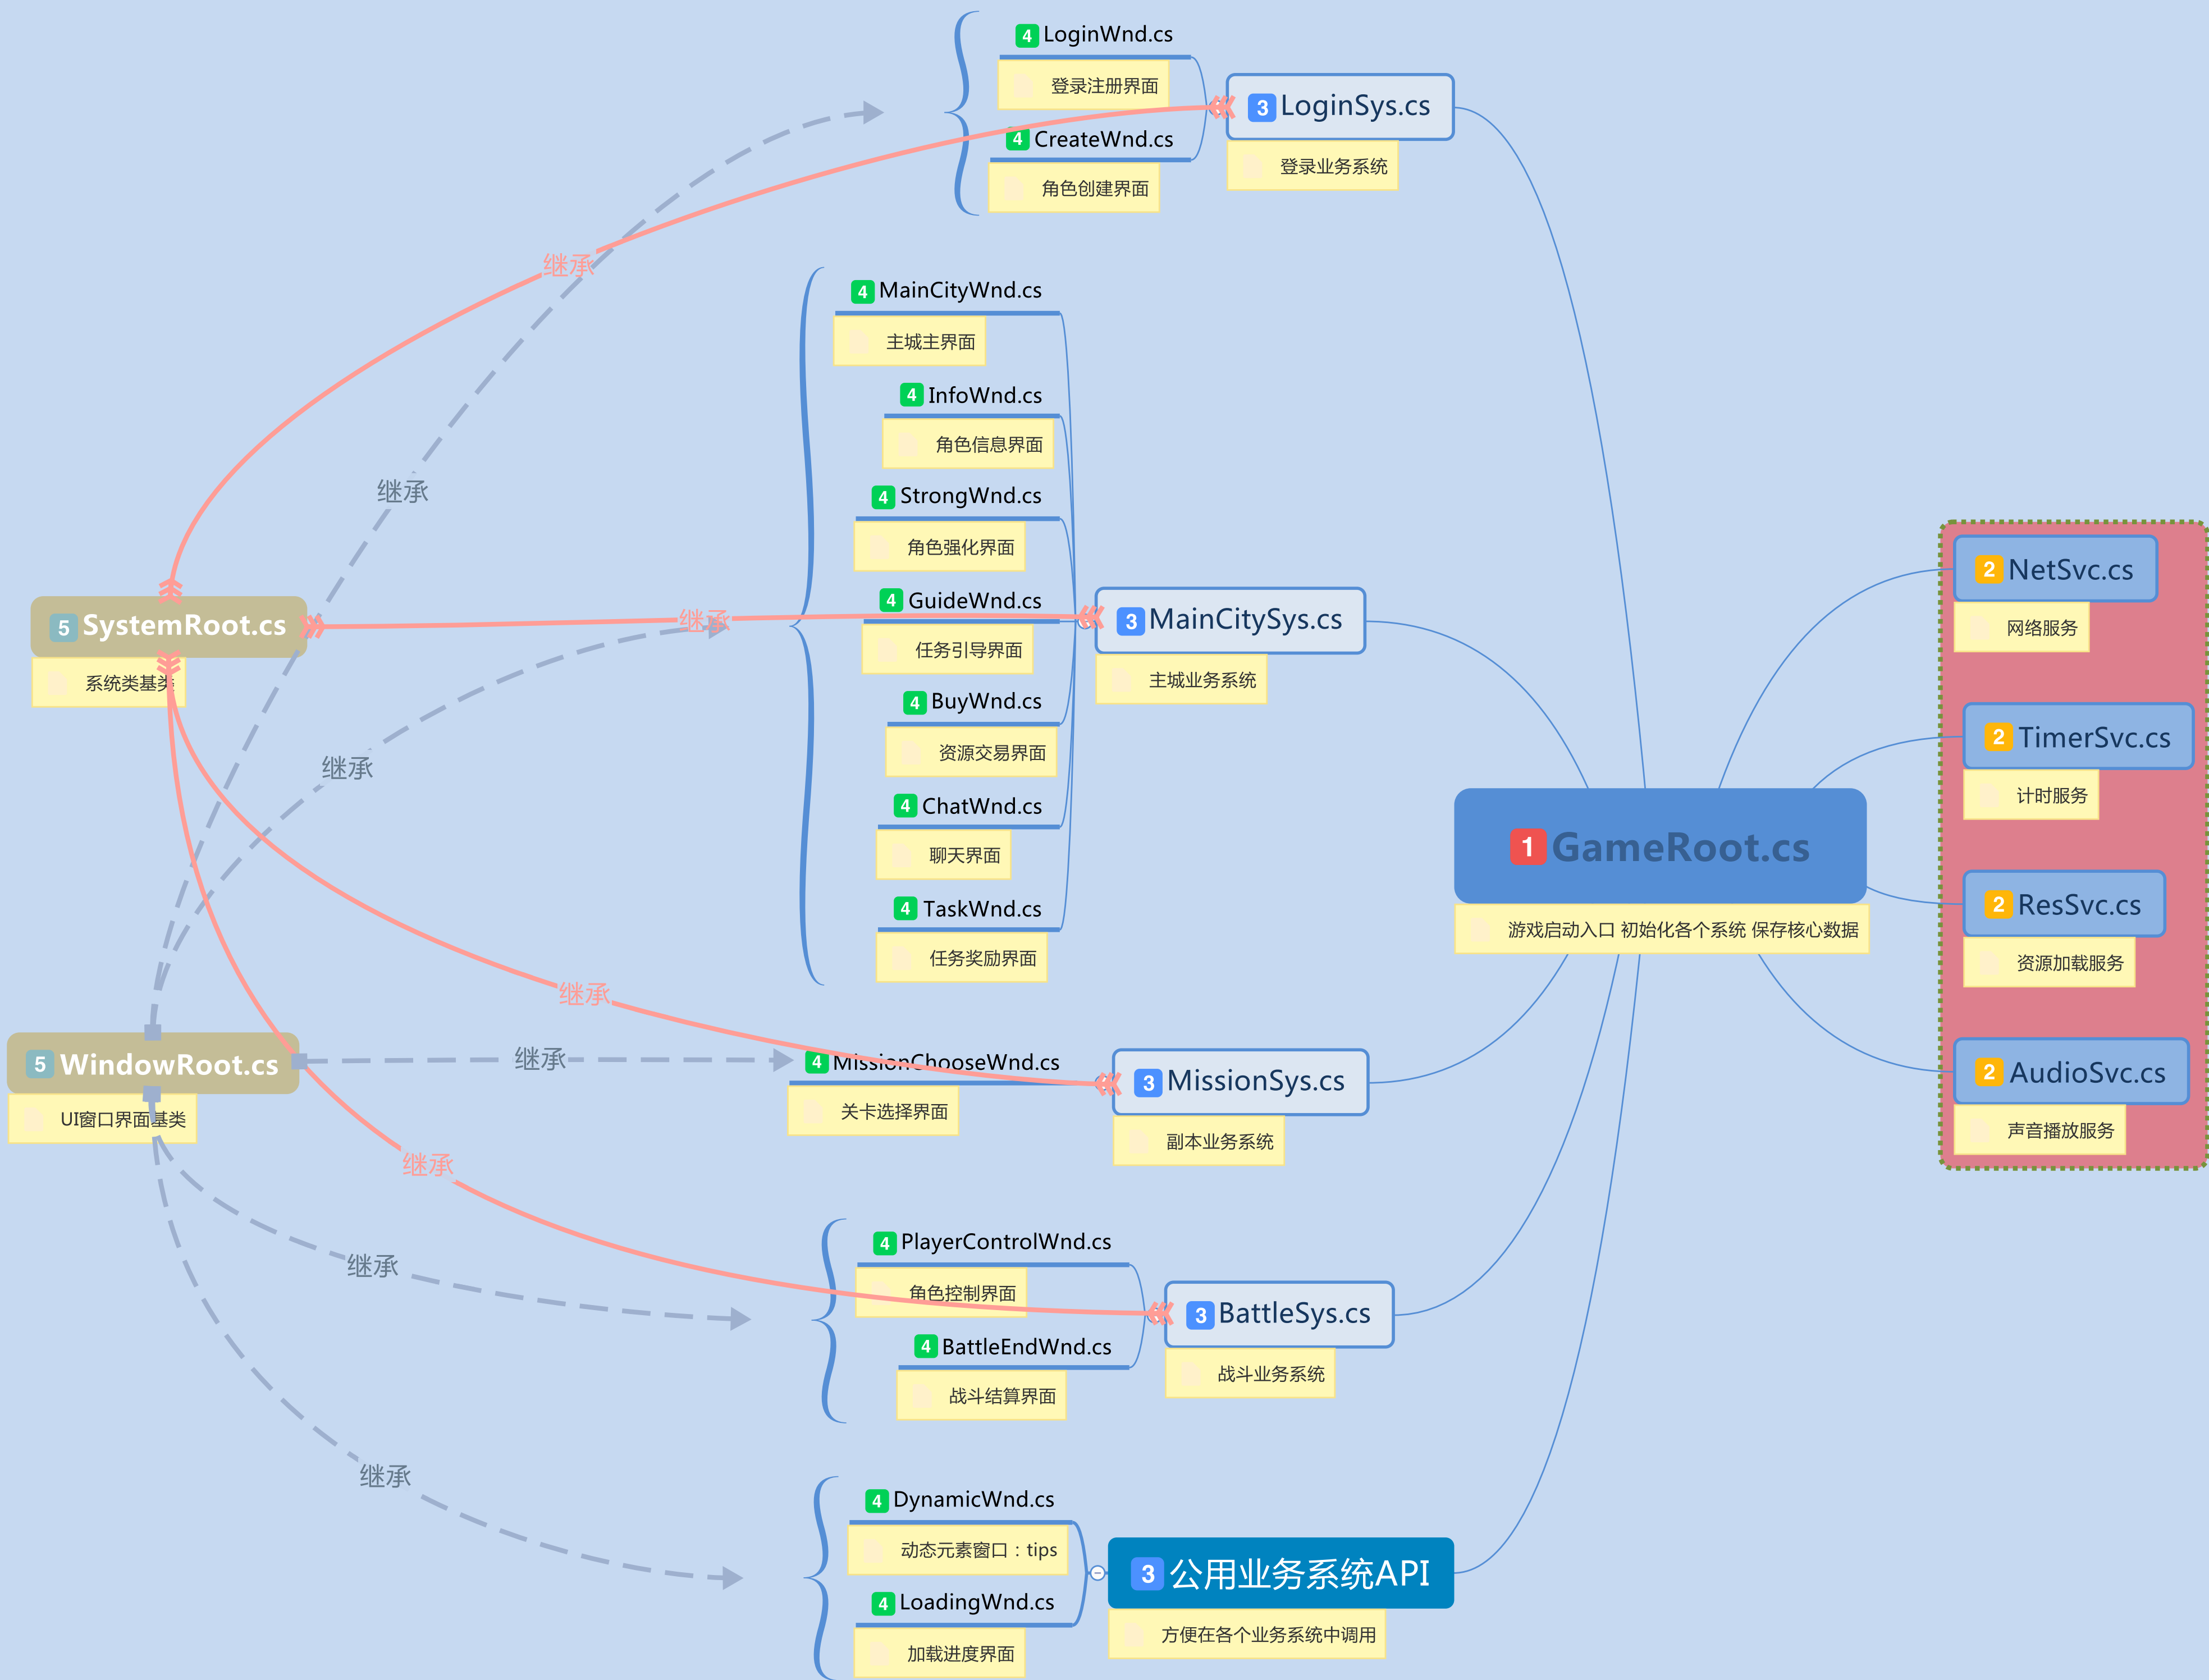 4 LoginWnd.cs
登录注册界面
4 CreateWnd.cs
角色创建界面
3 LoginSys.cs
登录业务系统
继承
继承
4 MainCityWnd.cs
主城主界面
4 InfoWnd.cs
角色信息界面
4 StrongWnd.cs
角色强化界面
4 GuideWnd.cs
任务引导界面
4 BuyWnd.cs
资源交易界面
4 ChatWnd.cs
聊天界面
4 TaskWnd.cs
任务奖励界面
3 MainCitySys.cs
主城业务系统
5 SystemRoot.cs
系统类基类
继承
继承
继承
5 WindowRoot.cs
UI窗口界面基类
继承
4 MissionChooseWnd.cs
关卡选择界面
3 MissionSys.cs
副本业务系统
继承
继承
4 PlayerControlWnd.cs
角色控制界面
4 BattleEndWnd.cs
战斗结算界面
3 BattleSys.cs
战斗业务系统
继承
4 DynamicWnd.cs
动态元素窗口：tips
4 LoadingWnd.cs
加载进度界面
3 公用业务系统API
方便在各个业务系统中调用
1 GameRoot.cs
游戏启动入口 初始化各个系统 保存核心数据
2 NetSvc.cs
网络服务
2 TimerSvc.cs
计时服务
2 ResSvc.cs
资源加载服务
2 AudioSvc.cs
声音播放服务